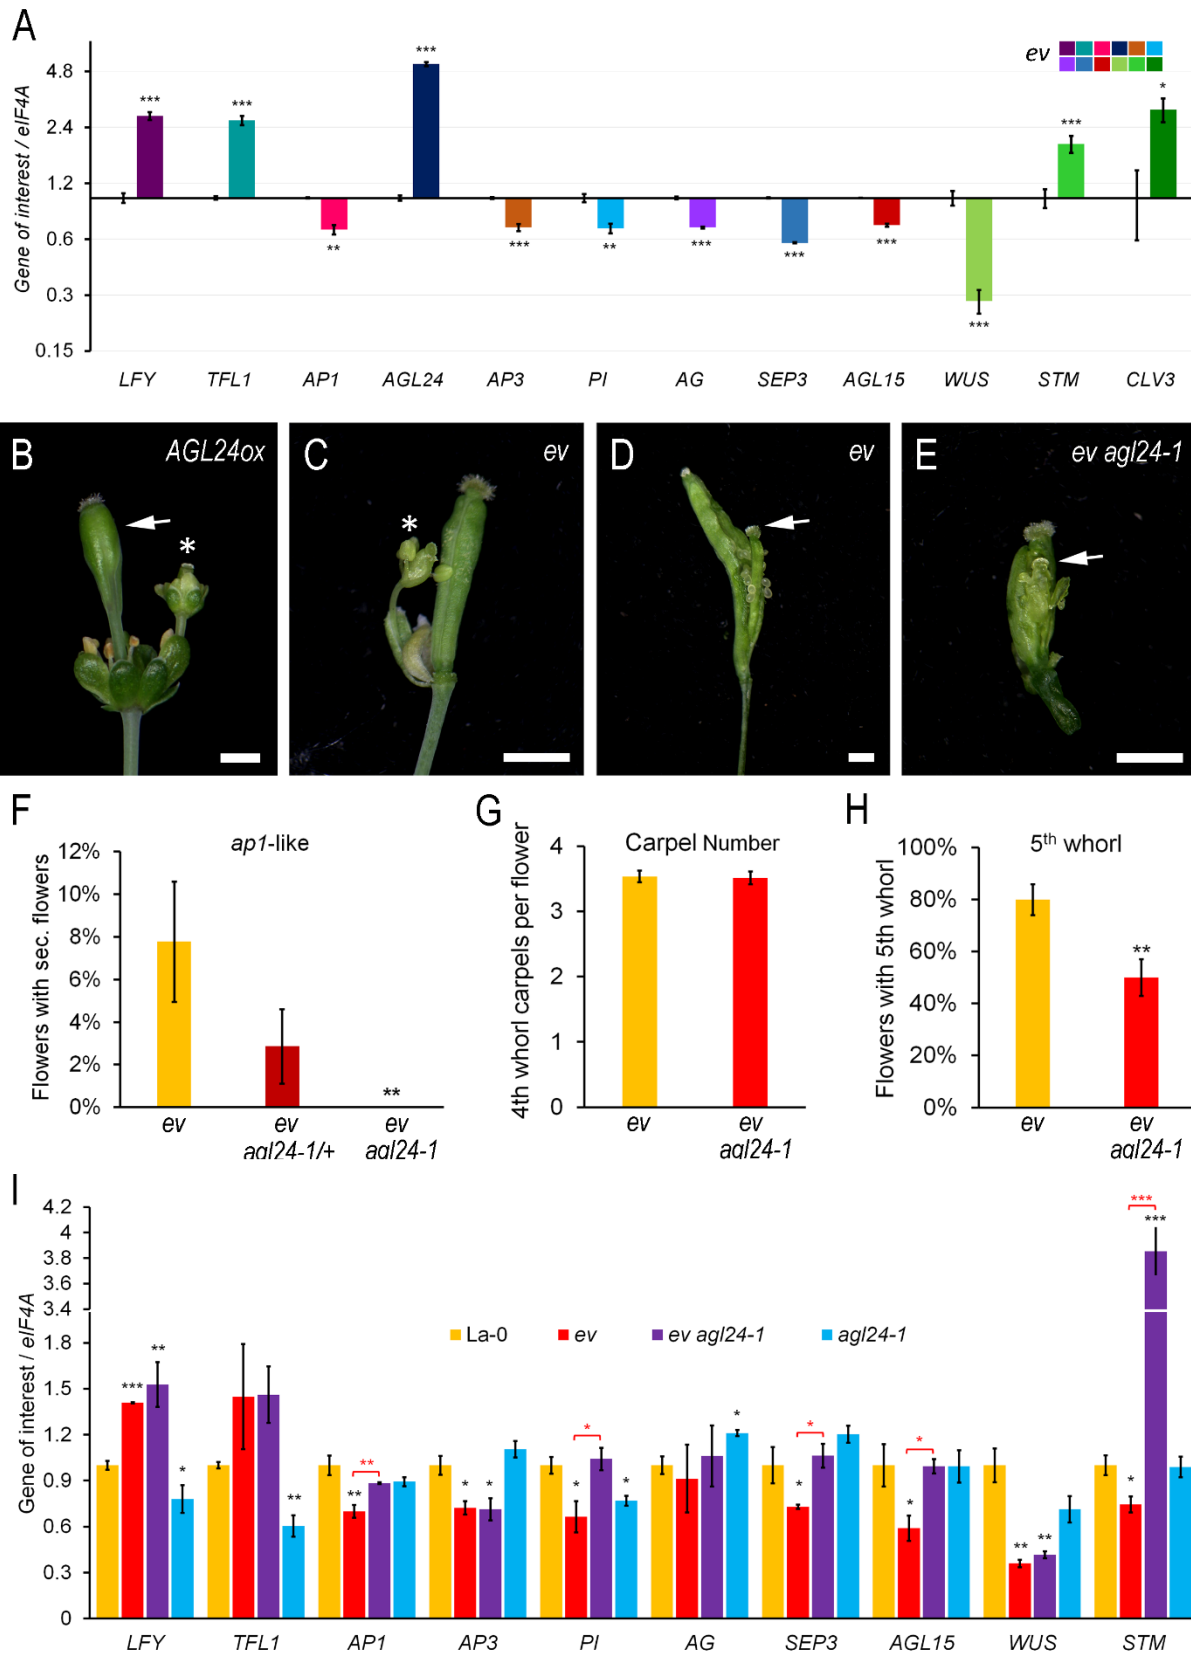 A
Gene of interest / eIF4A
4.8
2.4
1.2
0.6
0.3
0.15
ev
***
***
**
***
***
**
***
***
***
***
***
*
LFY TFL1 AP1 AGL24 AP3 PI AG SEP3 AGL15 WUS STM CLV3
B AGL24ox
*
C ev
*
D ev
E ev agl24-1
F
ap1-like
Flowers with sec. flowers
12%
10%
8%
6%
4%
2%
0%
**
ev ev ev
agl24-1/+ agl24-1
G
Carpel Number
4th whorl carpels per flower
4
3
2
1
0
ev ev
agl24-1
H
5th whorl
Flowers with 5th whorl
100%
80%
60%
40%
20%
0%
**
ev ev
agl24-1
I
Gene of interest / eIF4A
4.2
4
3.8
3.6
3.4
1.8
1.5
1.2
0.9
0.6
0.3
0
La-0 ev ev agl24-1 agl24-1
*** ** *
**
** **
* *
* * *
*
* *
* *
** **
* *** ***
LFY TFL1 AP1 AP3 PI AG SEP3 AGL15 WUS STM